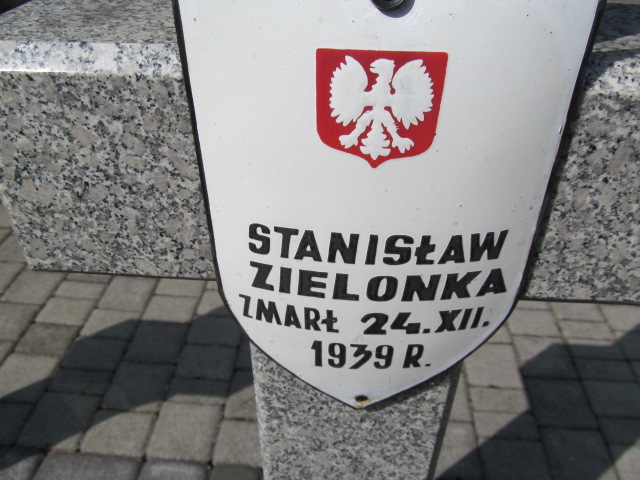 STANISŁAW
ZIELONKA
ZMARŁ 24.XII.
1939 R.